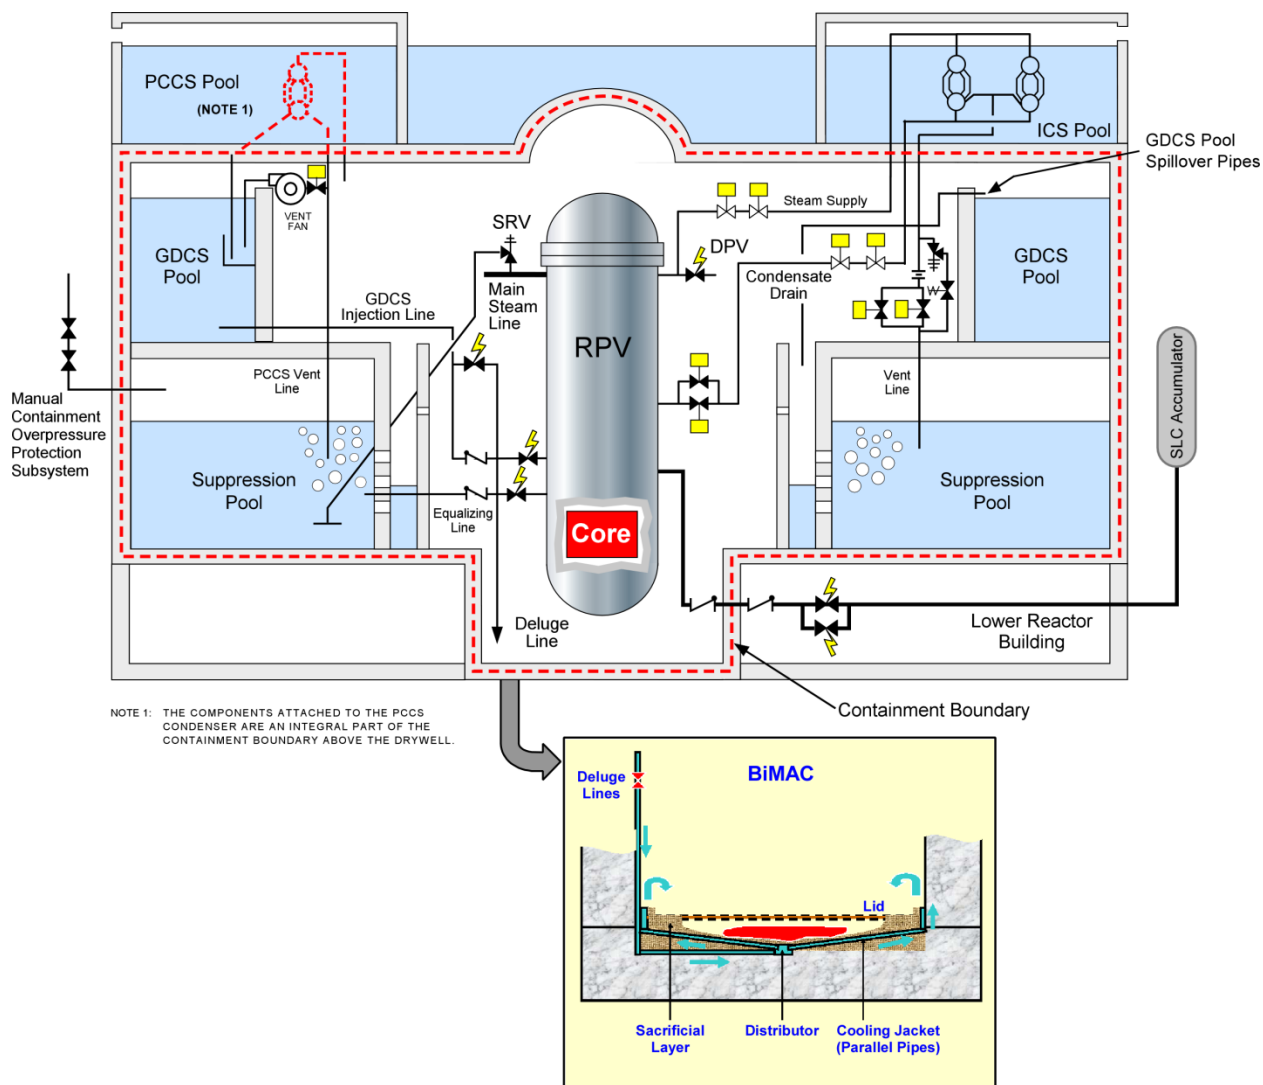 PCCS Pool
(NOTE 1)
ICS Pool
GDCS Pool
Spillover Pipes
VENT
FAN
SRV
Steam Supply
DPV
GDCS
Pool
GDCS
Injection Line
Main
Steam
Line
Condensate
Drain
GDCS
Pool
RPV
PCCS Vent
Line
Vent
Line
Manual
Containment
Overpressure
Protection
Subsystem
SLC Accumulator
Suppression
Pool
Suppression
Pool
Equalizing
Line
Core
Deluge
Line
Lower Reactor
Building
Containment Boundary
NOTE 1: THE COMPONENTS ATTACHED TO THE PCCS
CONDENSER ARE AN INTEGRAL PART OF THE
CONTAINMENT BOUNDARY ABOVE THE DRYWELL.
BiMAC
Deluge
Lines
Lid
Sacrificial
Layer
Distributor
Cooling Jacket
(Parallel Pipes)